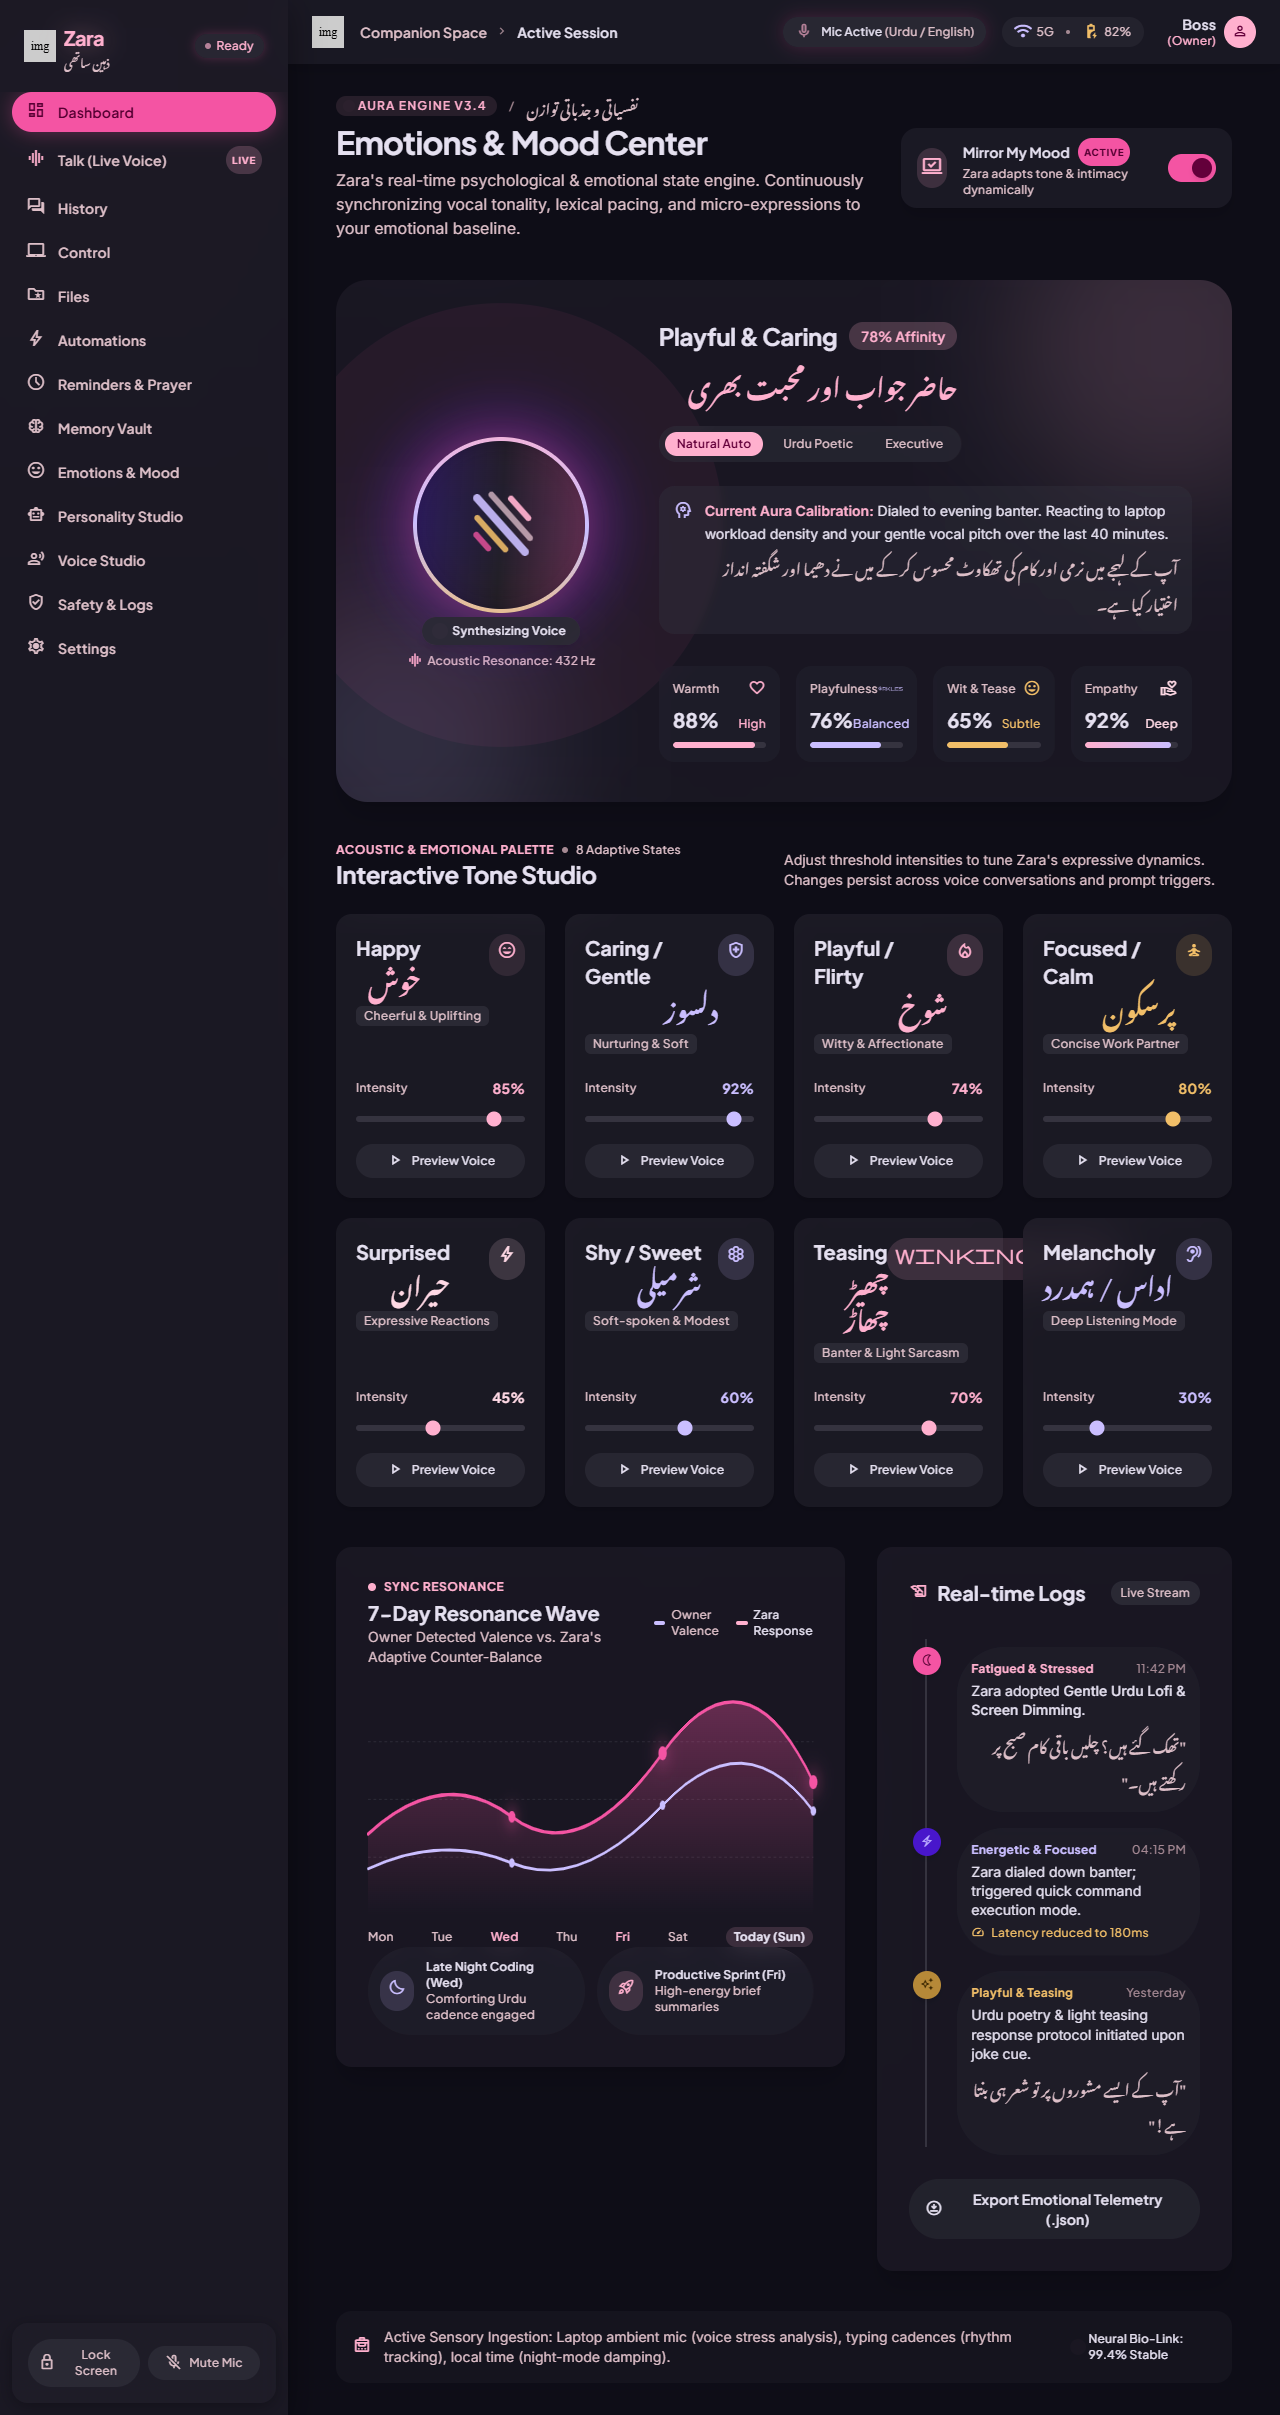 img
Zara
ذہین ساتھی
Ready
Dashboard
Talk (Live Voice)
LIVE
History
Control
Files
Automations
Reminders & Prayer
Memory Vault
Emotions & Mood
Personality Studio
Voice Studio
Safety & Logs
Settings
Lock Screen
Mute Mic
img
Companion Space
Active Session
Mic Active (Urdu / English)
5G
82%
Boss
(Owner)
AURA ENGINE V3.4
/
نفسیاتی و جذباتی توازن
Emotions & Mood Center
Zara's real-time psychological & emotional state engine. Continuously
synchronizing vocal tonality, lexical pacing, and micro-expressions to
your emotional baseline.
Mirror My Mood
ACTIVE
Zara adapts tone & intimacy
dynamically
Synthesizing Voice
Acoustic Resonance: 432 Hz
Playful & Caring
78% Affinity
حاضر جواب اور محبت بھری
Natural Auto
Urdu Poetic
Executive
Current Aura Calibration: Dialed to evening banter. Reacting to laptop
workload density and your gentle vocal pitch over the last 40 minutes.
آپ کے لہجے میں نرمی اور کام کی تھکاوٹ محسوس کر کے میں نے دھیما اور شگفتہ انداز
اختیار کیا ہے۔
Warmth
88%
High
Playfulness
76%
Balanced
Wit & Tease
65%
Subtle
Empathy
92%
Deep
ACOUSTIC & EMOTIONAL PALETTE
8 Adaptive States
Interactive Tone Studio
Adjust threshold intensities to tune Zara's expressive dynamics.
Changes persist across voice conversations and prompt triggers.
Happy
خوش
Cheerful & Uplifting
Intensity
85%
Preview Voice
Caring /
Gentle
دلسوز
Nurturing & Soft
Intensity
92%
Preview Voice
Playful /
Flirty
شوخ
Witty & Affectionate
Intensity
74%
Preview Voice
Focused /
Calm
پرسکون
Concise Work Partner
Intensity
80%
Preview Voice
Surprised
حیران
Expressive Reactions
Intensity
45%
Preview Voice
Shy / Sweet
شرمیلی
Soft-spoken & Modest
Intensity
60%
Preview Voice
Teasing
WINKING
چھیڑ
چھاڑ
Banter & Light Sarcasm
Intensity
70%
Preview Voice
Melancholy
اداس / ہمدرد
Deep Listening Mode
Intensity
30%
Preview Voice
SYNC RESONANCE
7-Day Resonance Wave
Owner Detected Valence vs. Zara's
Adaptive Counter-Balance
Owner
Valence
Zara
Response
Mon
Tue
Wed
Thu
Fri
Sat
Today (Sun)
Late Night Coding
(Wed)
Comforting Urdu
cadence engaged
Productive Sprint (Fri)
High-energy brief
summaries
Real-time Logs
Live Stream
Fatigued & Stressed
11:42 PM
Zara adopted Gentle Urdu Lofi &
Screen Dimming.
"تھک گئے ہیں؟ چلیں باقی کام صبح پر
رکھتے ہیں۔"
Energetic & Focused
04:15 PM
Zara dialed down banter;
triggered quick command
execution mode.
Latency reduced to 180ms
Playful & Teasing
Yesterday
Urdu poetry & light teasing
response protocol initiated upon
joke cue.
"آپ کے ایسے مشوروں پر تو شعر ہی بنتا
ہے!"
Export Emotional Telemetry
(.json)
Active Sensory Ingestion: Laptop ambient mic (voice stress analysis), typing cadences (rhythm
tracking), local time (night-mode damping).
Neural Bio-Link:
99.4% Stable